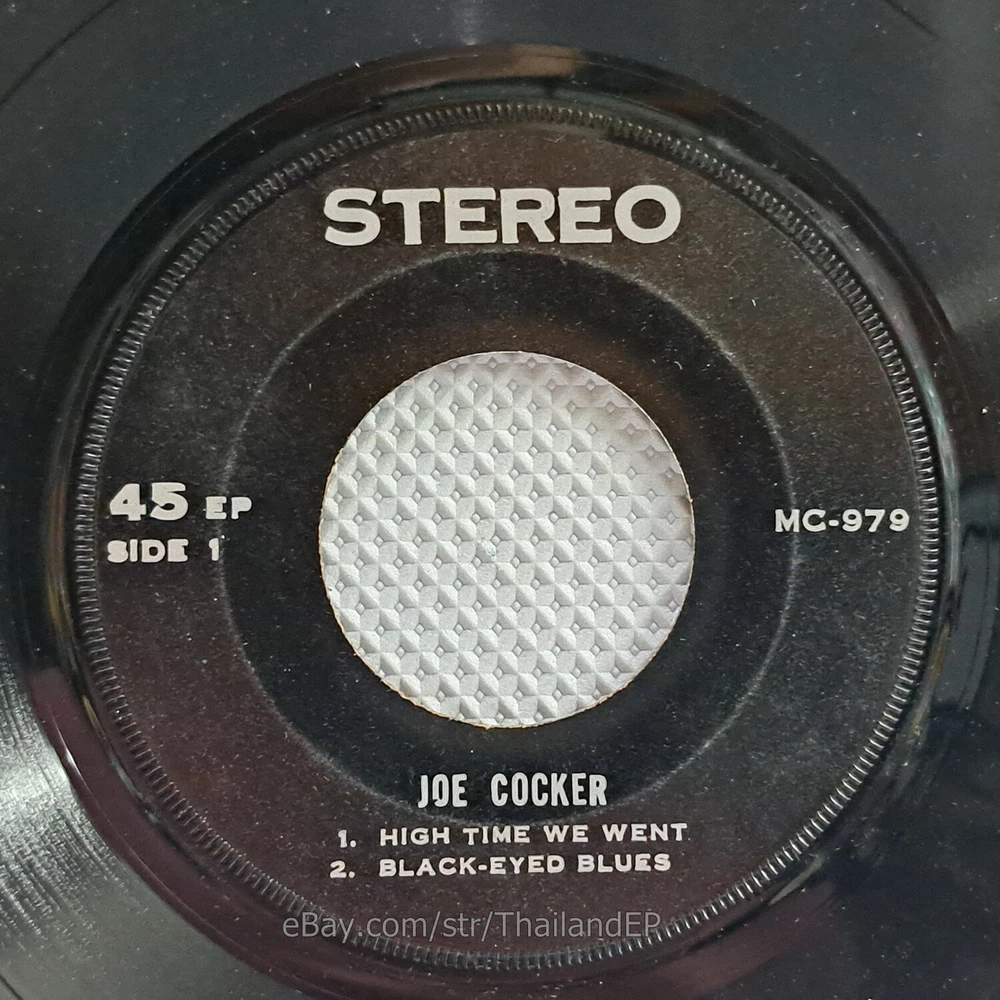 STEREO
45 EP
SIDE 1
MC-979
JOE COCKER
1. HIGH TIME WE WENT
2. BLACK-EYED BLUES
eBay.com/str/ThailandEP